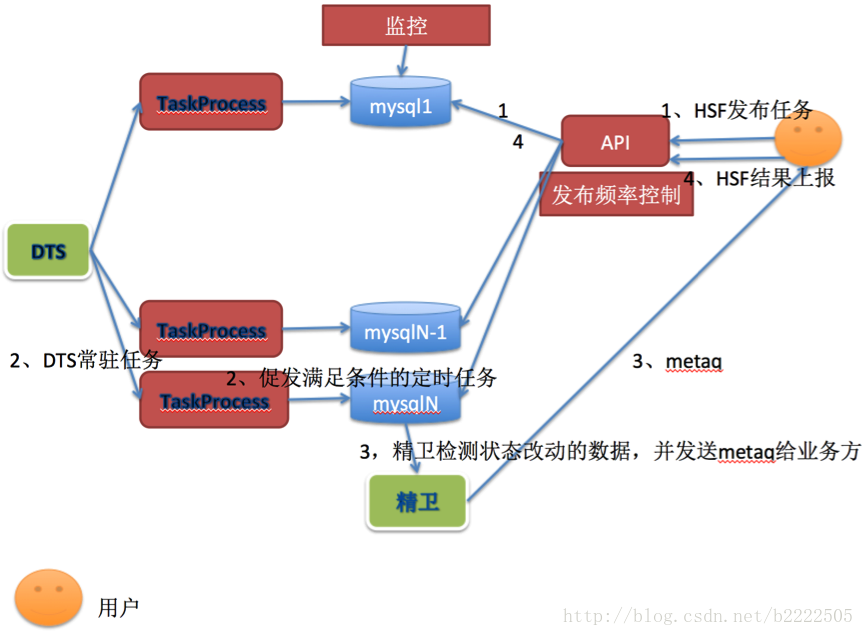 监控
TaskProcess
mysql1
1
4
API
1、HSF发布任务
4、HSF结果上报
发布频率控制
DTS
TaskProcess
mysqlN-1
2、DTS常驻任务
2、促发满足条件的定时任务
3、metaq
TaskProcess
mysqlN
3，精卫检测状态改动的数据，并发送metaq给业务方
精卫
用户
http://blog.csdn.net/b2222505